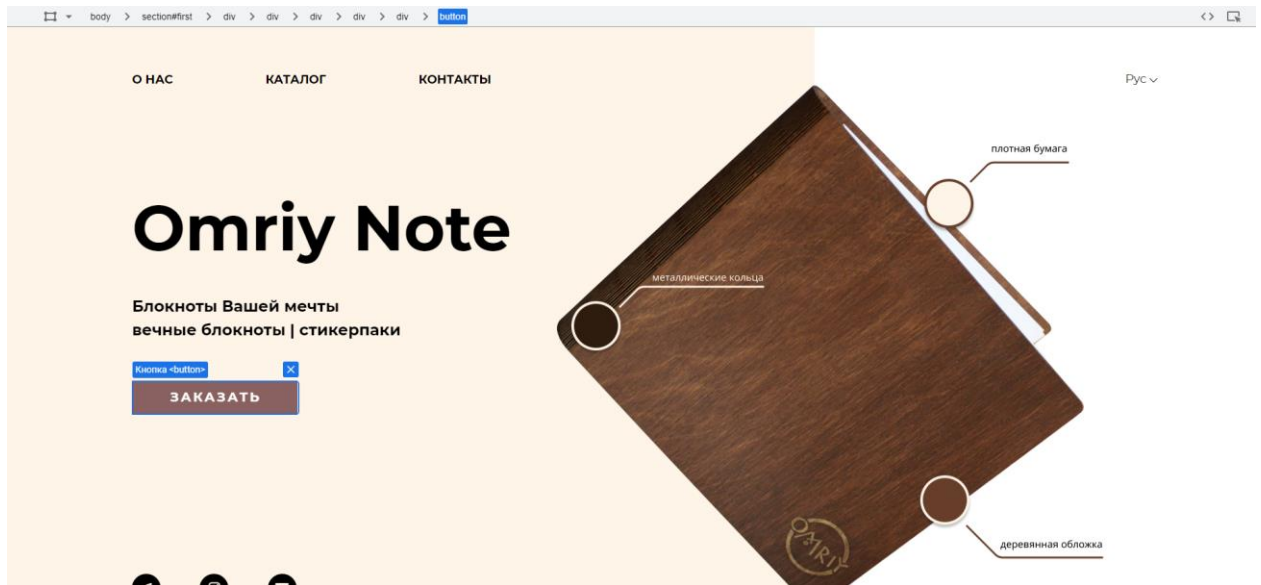 body > section#first > div > div > div > div > div > button
О НАС КАТАЛОГ КОНТАКТЫ Рус
плотная бумага
Omriy Note
металлические кольца
Блокноты Вашей мечты
вечные блокноты | стикерпаки
Кнопка <button>
ЗАКАЗАТЬ
OMRIY
деревянная обложка